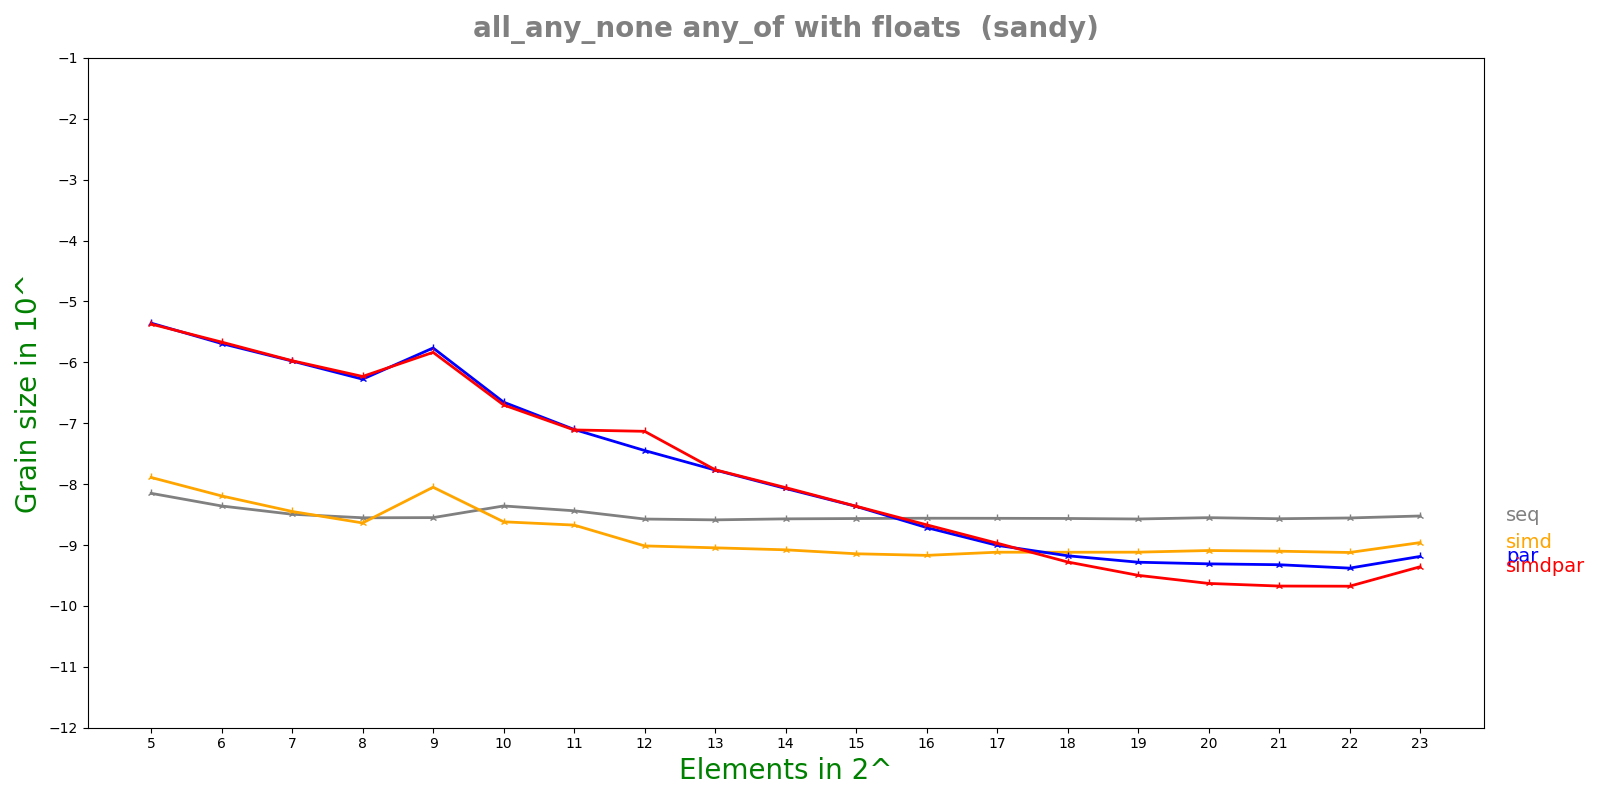 all_any_none any_of with floats (sandy)
−1
−2
−3
−4
−5
−6
−7
−8
−9
−10
−11
−12
Grain size in 10^
seq
simd
par
simdpar
5 6 7 8 9 10 11 12 13 14 15 16 17 18 19 20 21 22 23
Elements in 2^